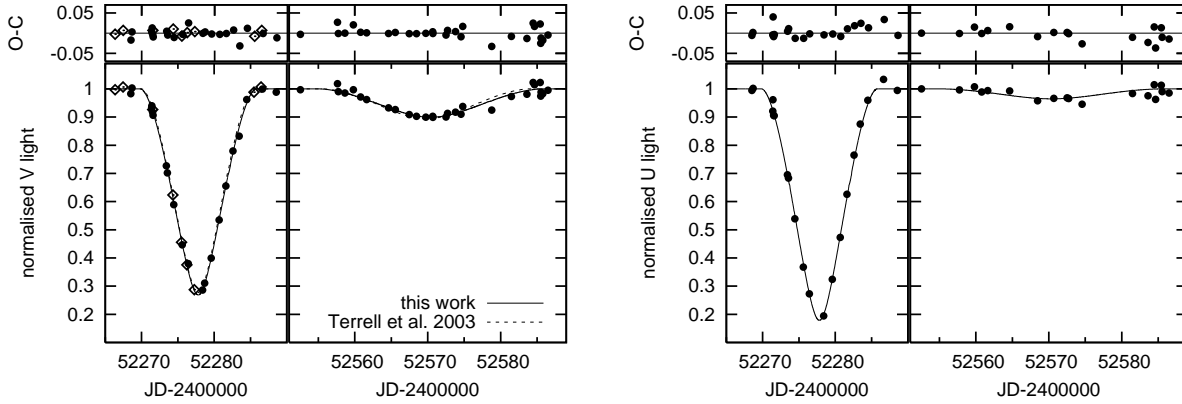 O-C
0.05
-0.05
normalised V light
1
0.9
0.8
0.7
0.6
0.5
0.4
0.3
0.2
this work
Terrell et al. 2003
52270 52280 52560 52570 52580
JD-2400000 JD-2400000
O-C
0.05
-0.05
normalised U light
1
0.9
0.8
0.7
0.6
0.5
0.4
0.3
0.2
52270 52280 52560 52570 52580
JD-2400000 JD-2400000